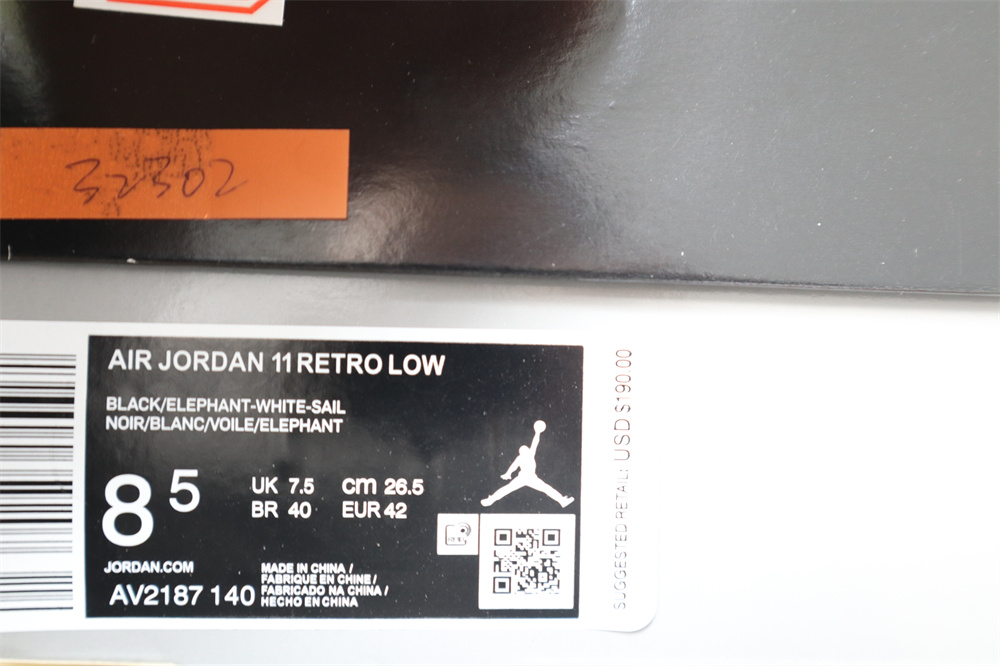 32302
AIR JORDAN 11 RETRO LOW
BLACK/ELEPHANT-WHITE-SAIL
NOIR/BLANC/VOILE/ELEPHANT
8 5
UK 7.5 cm 26.5
BR 40 EUR 42
JORDAN.COM
AV2187 140
MADE IN CHINA /
FABRIQUE EN CHINE /
FABRICADO NA CHINA /
HECHO EN CHINA
SUGGESTED RETAIL: USD $190.00